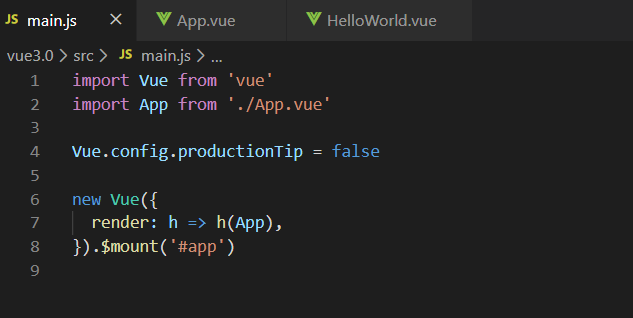 JS main.js × App.vue HelloWorld.vue
vue3.0 > src > JS main.js > ...
1 import Vue from 'vue'
2 import App from './App.vue'
3
4 Vue.config.productionTip = false
5
6 new Vue({
7   render: h => h(App),
8 }).$mount('#app')
9